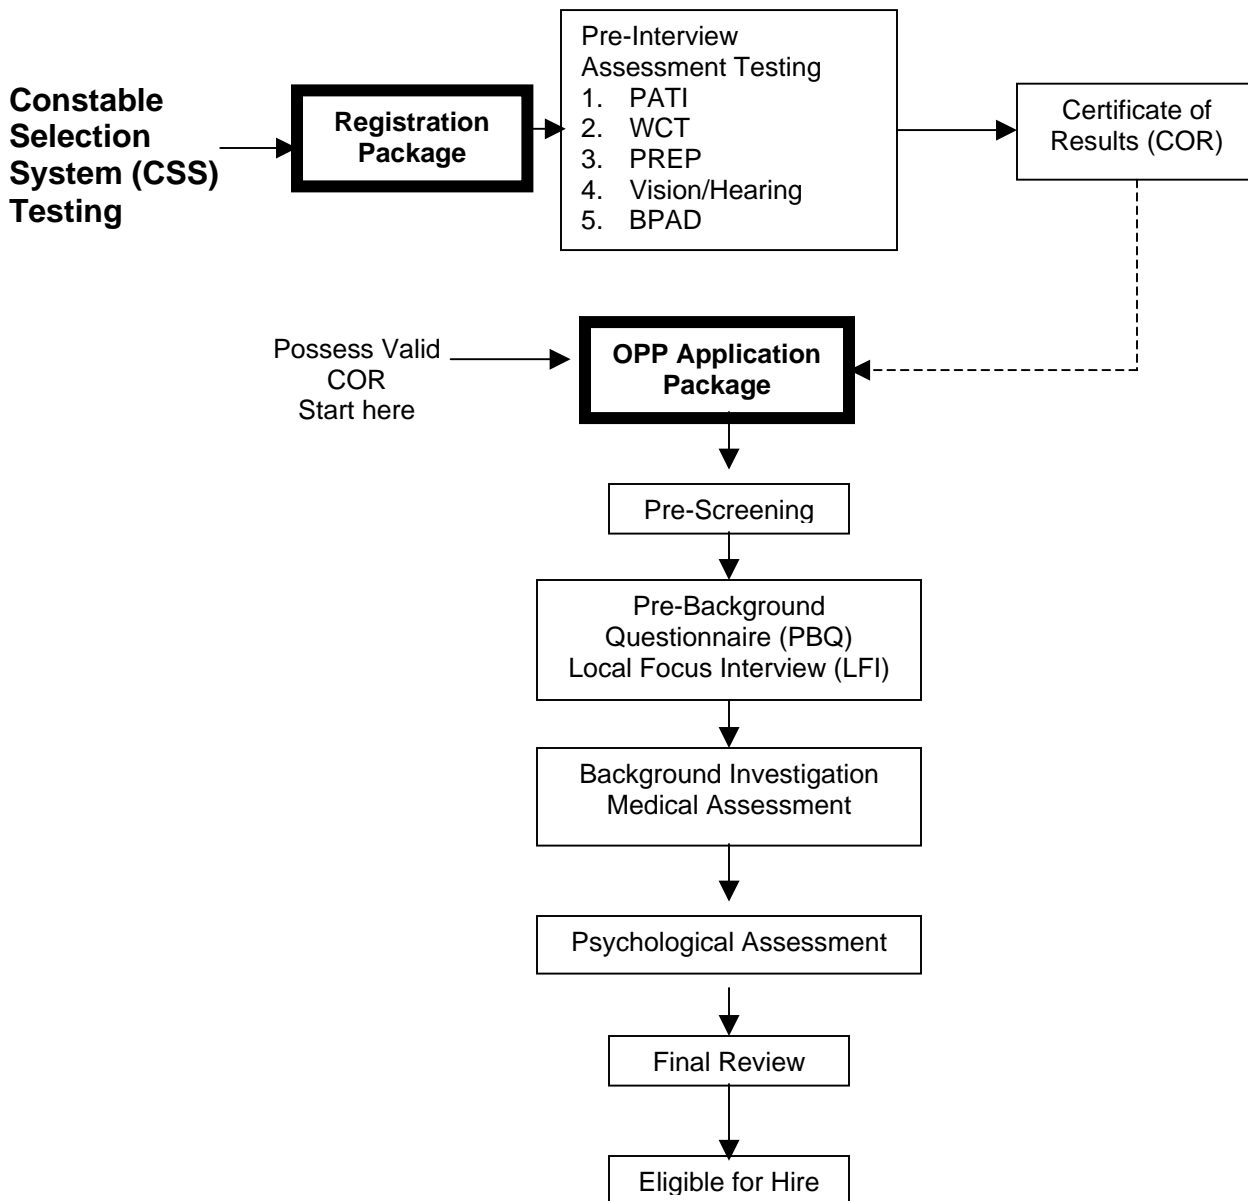 Constable
Selection
System (CSS)
Testing
Registration
Package
Pre-Interview
Assessment Testing
1. PATI
2. WCT
3. PREP
4. Vision/Hearing
5. BPAD
Certificate of
Results (COR)
Possess Valid
COR
Start here
OPP Application
Package
Pre-Screening
Pre-Background
Questionnaire (PBQ)
Local Focus Interview (LFI)
Background Investigation
Medical Assessment
Psychological Assessment
Final Review
Eligible for Hire